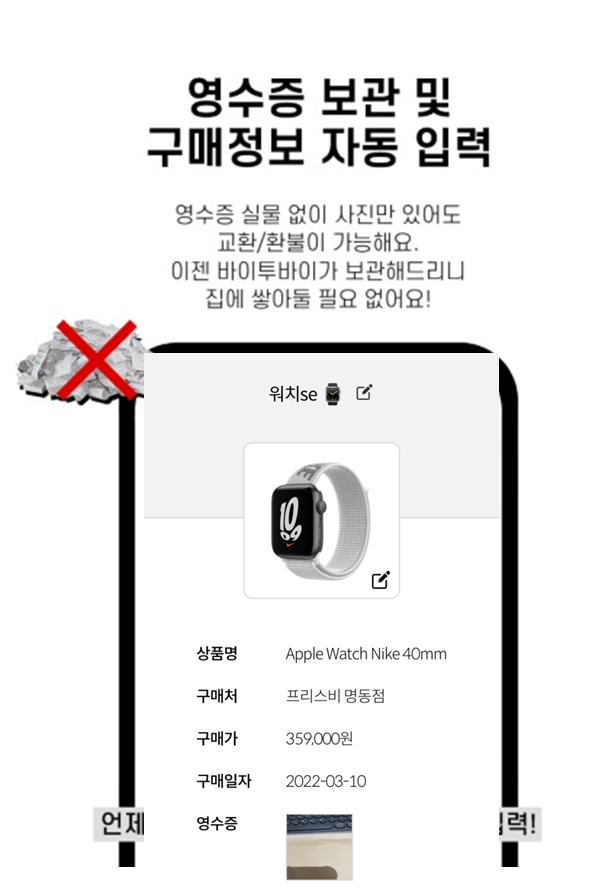 영수증 보관 및
구매정보 자동 입력
영수증 실물 없이 사진만 있어도
교환/환불이 가능해요.
이젠 바이투바이가 보관해드리니
집에 쌓아둘 필요 없어요!
워치se
10
상품명 Apple Watch Nike 40mm
구매처 프리스비 명동점
구매가 359,000원
구매일자 2022-03-10
영수증
언제
력!